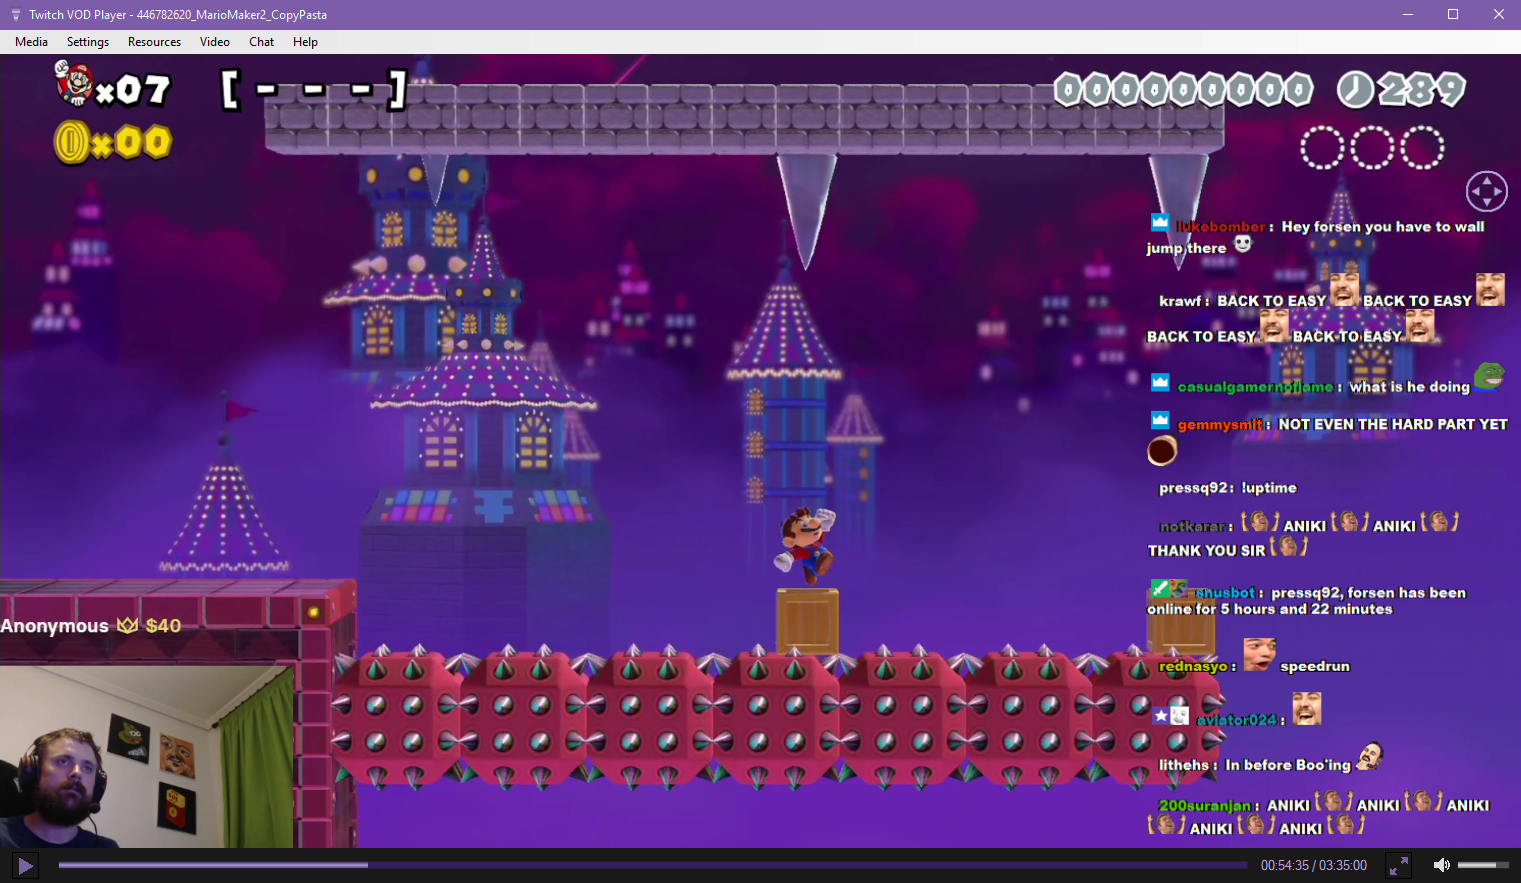 Twitch VOD Player - 446782620_MarioMaker2_CopyPasta
Media Settings Resources Video Chat Help
x07 [ - - - ] 0000000000 289
x00
lukebomber : Hey forsen you have to wall
jump there
krawf : BACK TO EASY BACK TO EASY
BACK TO EASY BACK TO EASY
casualgamernoflame : what is he doing
gemmysmit : NOT EVEN THE HARD PART YET
pressq92 : !uptime
notkarar : ANIKI ANIKI
THANK YOU SIR
snusbot : pressq92, forsen has been
online for 5 hours and 22 minutes
Anonymous $40
rednasyo : speedrun
aviator024 :
lithehs : In before Boo'ing
200suranjan : ANIKI ANIKI ANIKI
ANIKI ANIKI
00:54:35 / 03:35:00